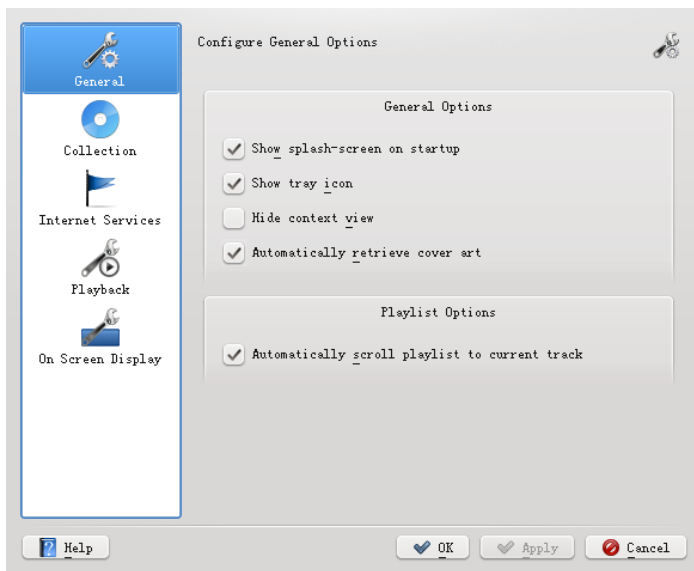 General
Collection
Internet Services
Playback
On Screen Display
Configure General Options
General Options
Show splash-screen on startup
Show tray icon
Hide context view
Automatically retrieve cover art
Playlist Options
Automatically scroll playlist to current track
Help
OK
Apply
Cancel